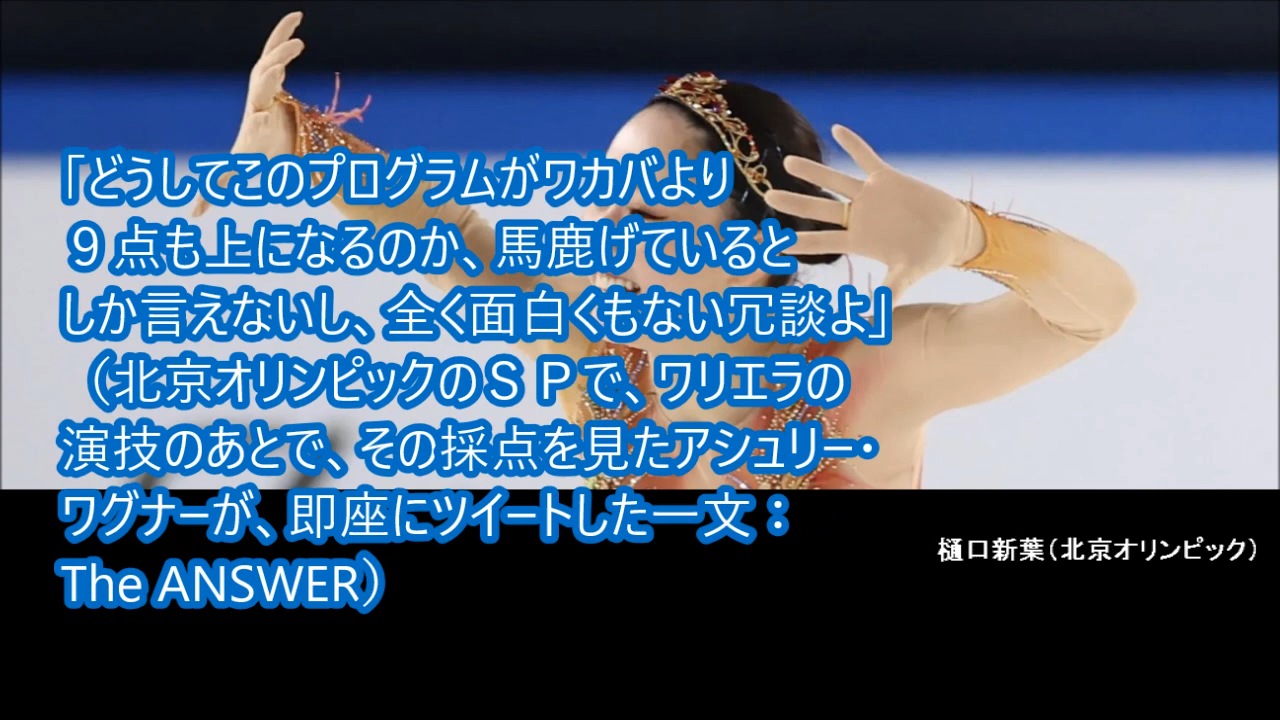 「どうしてこのプログラムがワカバより
９点も上になるのか、馬鹿げていると
しか言えないし、全く面白くもない冗談よ」
（北京オリンピックのＳＰで、ワリエラの
演技のあとで、その採点を見たアシュリー・
ワグナーが、即座にツイートした一文：
The ANSWER）
樋口新葉（北京オリンピック）